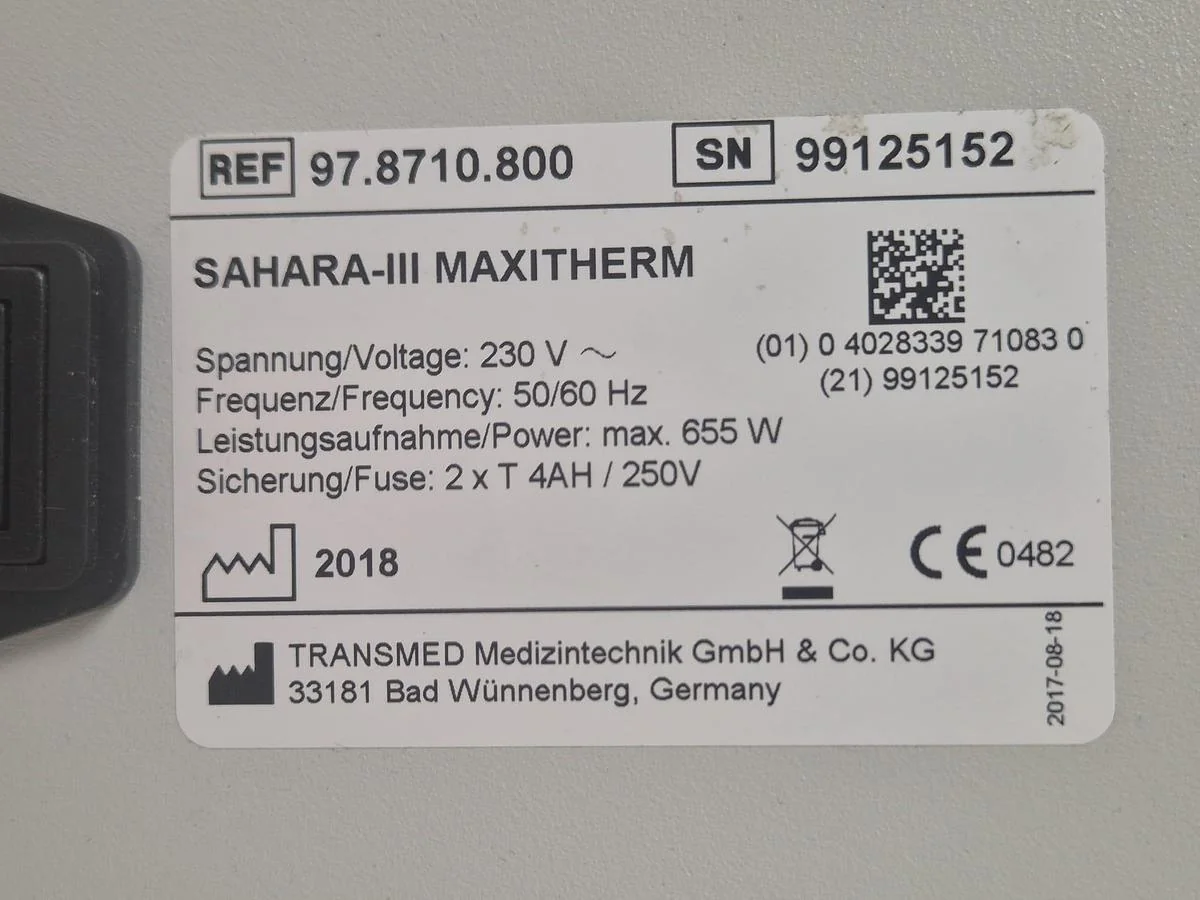 REF 97.8710.800 SN 99125152
SAHARA-III MAXITHERM
Spannung/Voltage: 230 V ~
Frequenz/Frequency: 50/60 Hz
Leistungsaufnahme/Power: max. 655 W
Sicherung/Fuse: 2 x T 4AH / 250V
(01) 0 4028339 71083 0
(21) 99125152
2018
CE 0482
TRANSMED Medizintechnik GmbH & Co. KG
33181 Bad Wünnenberg, Germany
2017-08-18